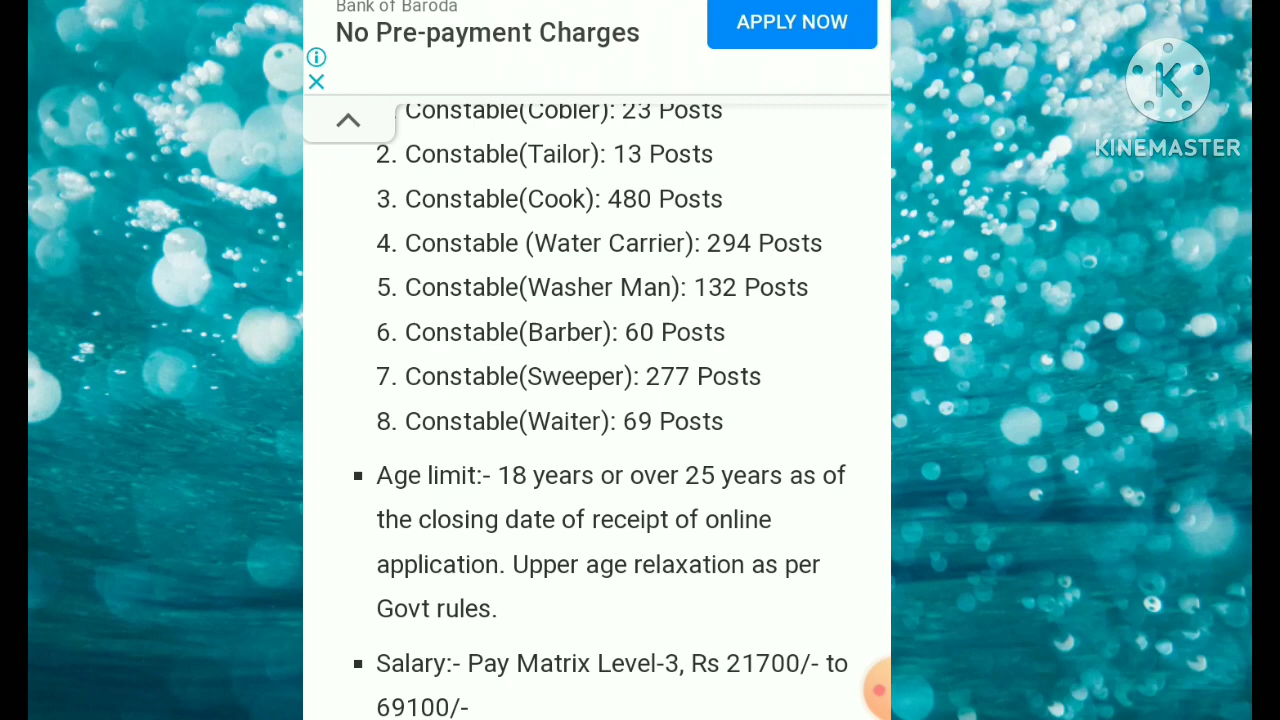 Bank of Baroda
No Pre-payment Charges
APPLY NOW
K
KINEMASTER
Constable(Cobler): 23 Posts
2. Constable(Tailor): 13 Posts
3. Constable(Cook): 480 Posts
4. Constable (Water Carrier): 294 Posts
5. Constable(Washer Man): 132 Posts
6. Constable(Barber): 60 Posts
7. Constable(Sweeper): 277 Posts
8. Constable(Waiter): 69 Posts
▪ Age limit:- 18 years or over 25 years as of
the closing date of receipt of online
application. Upper age relaxation as per
Govt rules.
▪ Salary:- Pay Matrix Level-3, Rs 21700/- to
69100/-